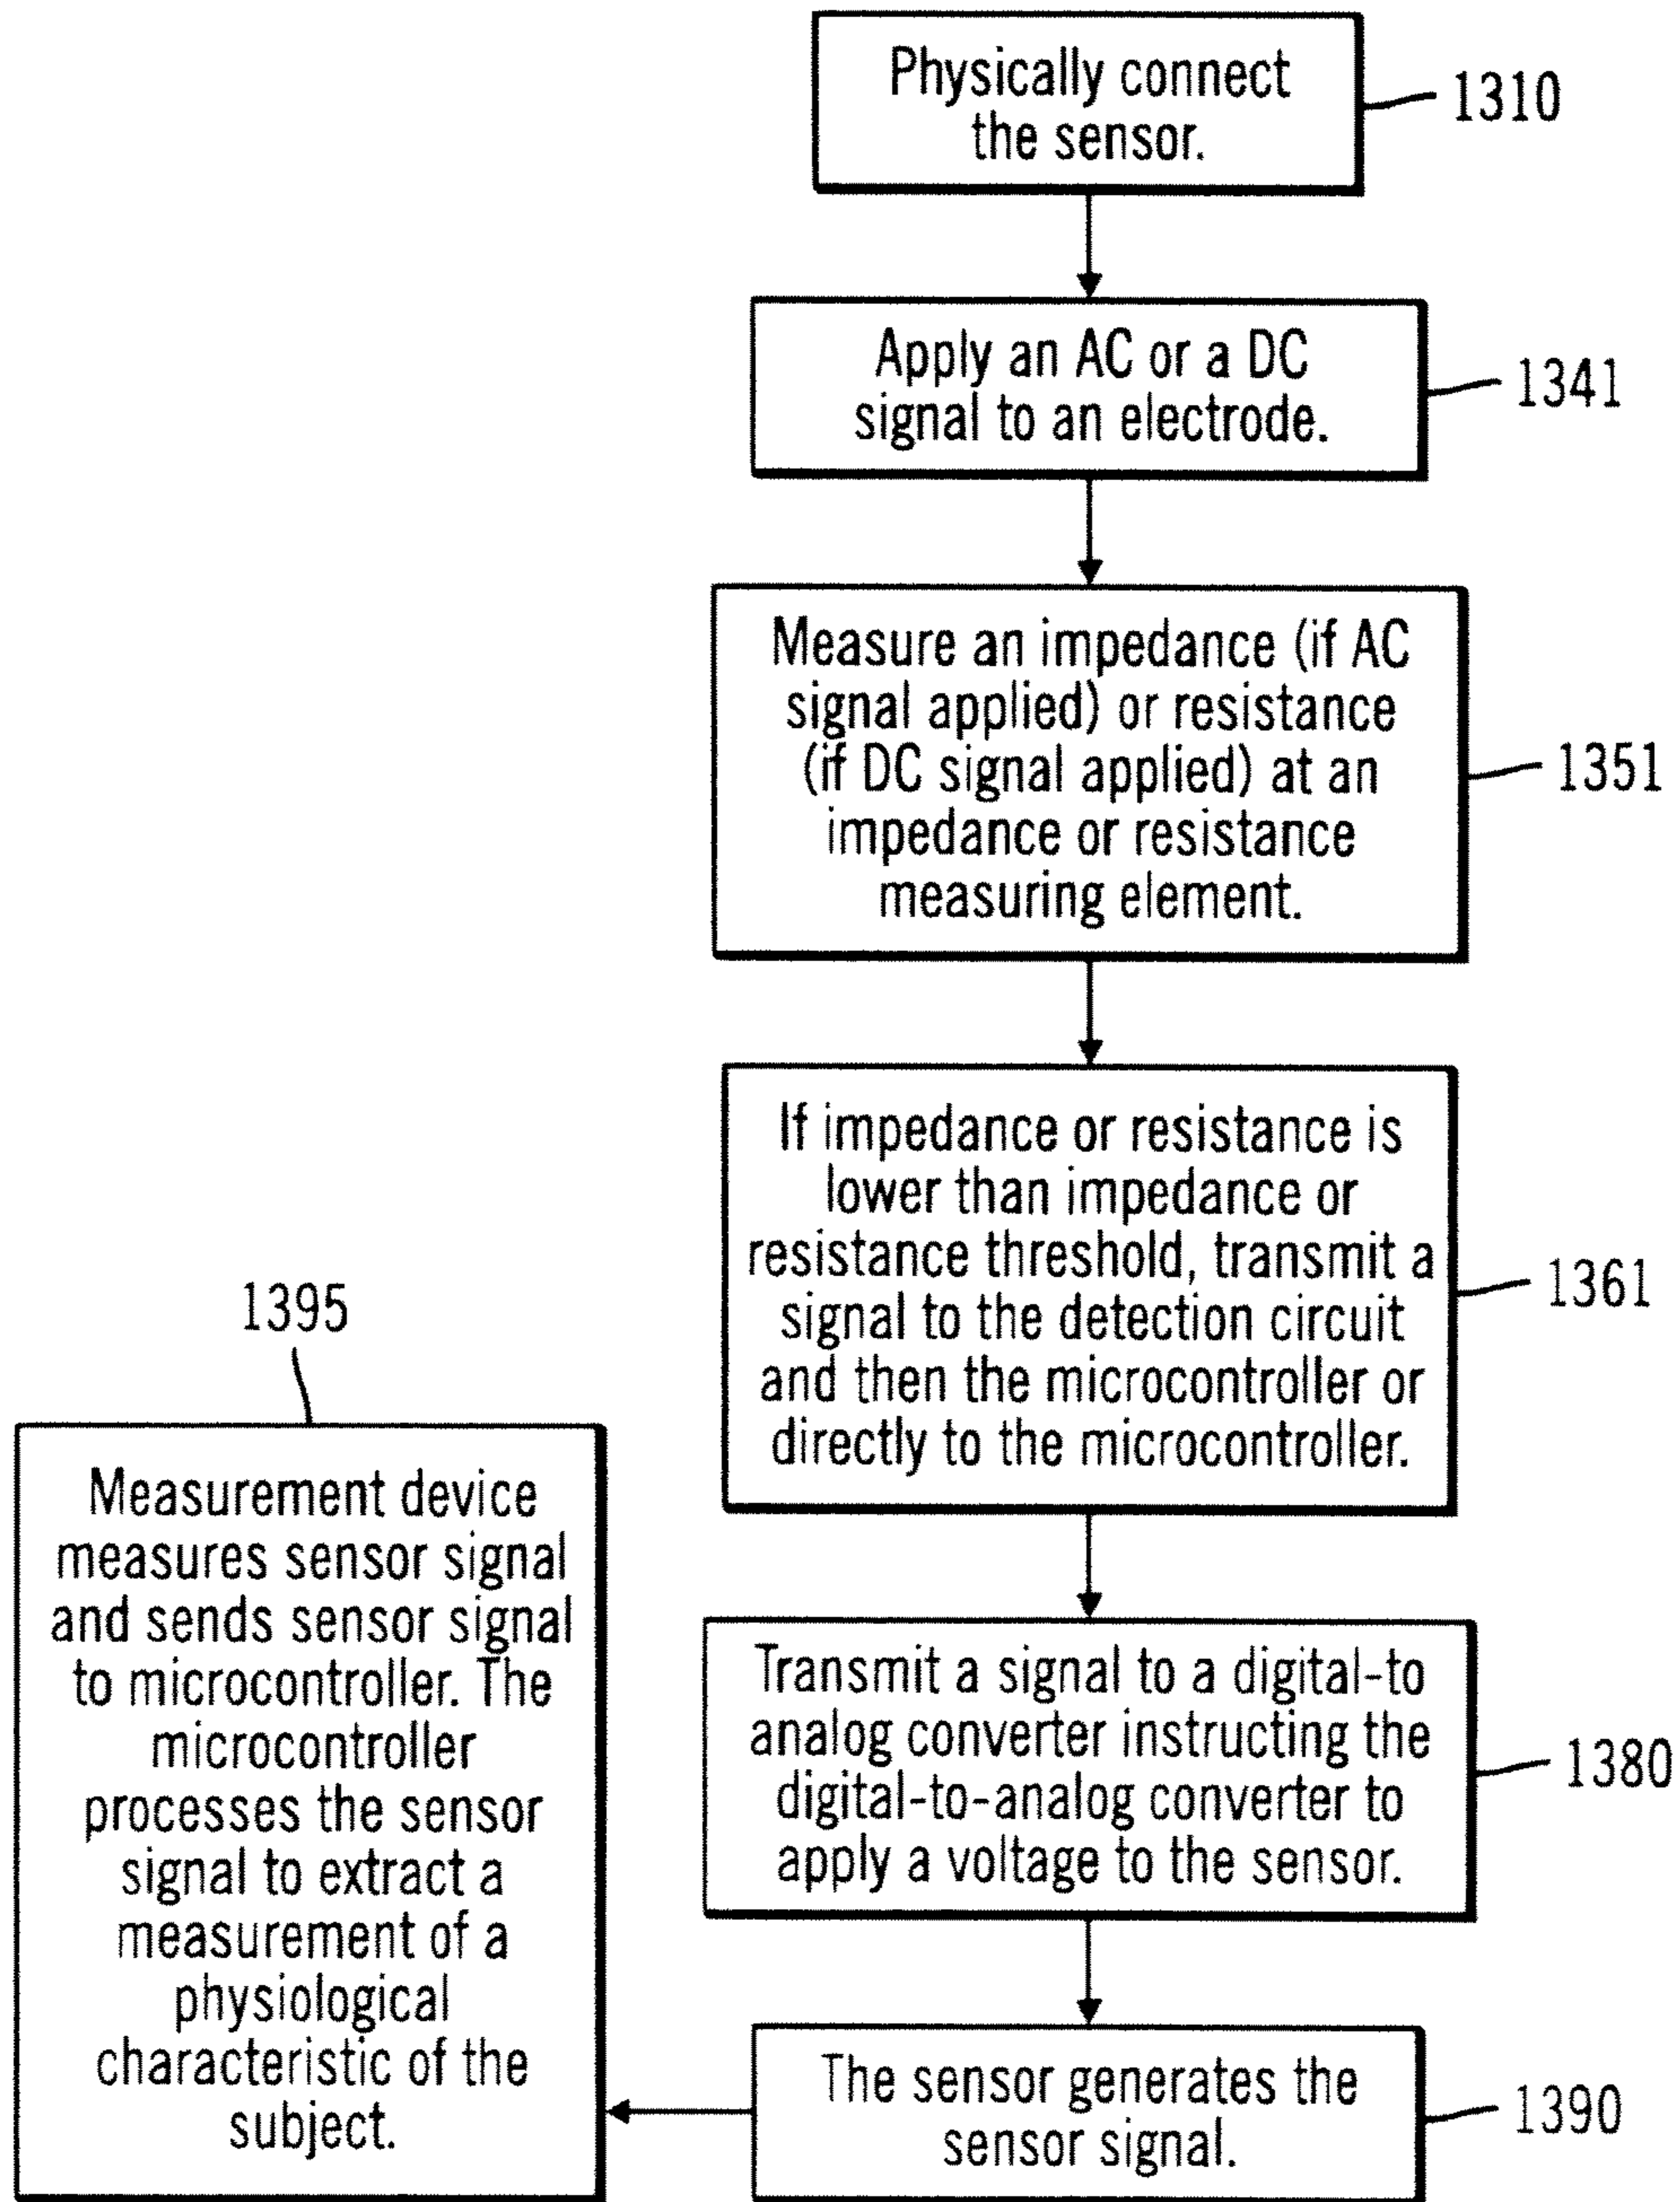 Physically connect
the sensor.
1310
Apply an AC or a DC
signal to an electrode.
1341
Measure an impedance (if AC
signal applied) or resistance
(if DC signal applied) at an
impedance or resistance
measuring element.
1351
If impedance or resistance is
lower than impedance or
resistance threshold, transmit a
signal to the detection circuit
and then the microcontroller or
directly to the microcontroller.
1361
Transmit a signal to a digital-to
analog converter instructing the
digital-to-analog converter to
apply a voltage to the sensor.
1380
The sensor generates the
sensor signal.
1390
1395
Measurement device
measures sensor signal
and sends sensor signal
to microcontroller. The
microcontroller
processes the sensor
signal to extract a
measurement of a
physiological
characteristic of the
subject.